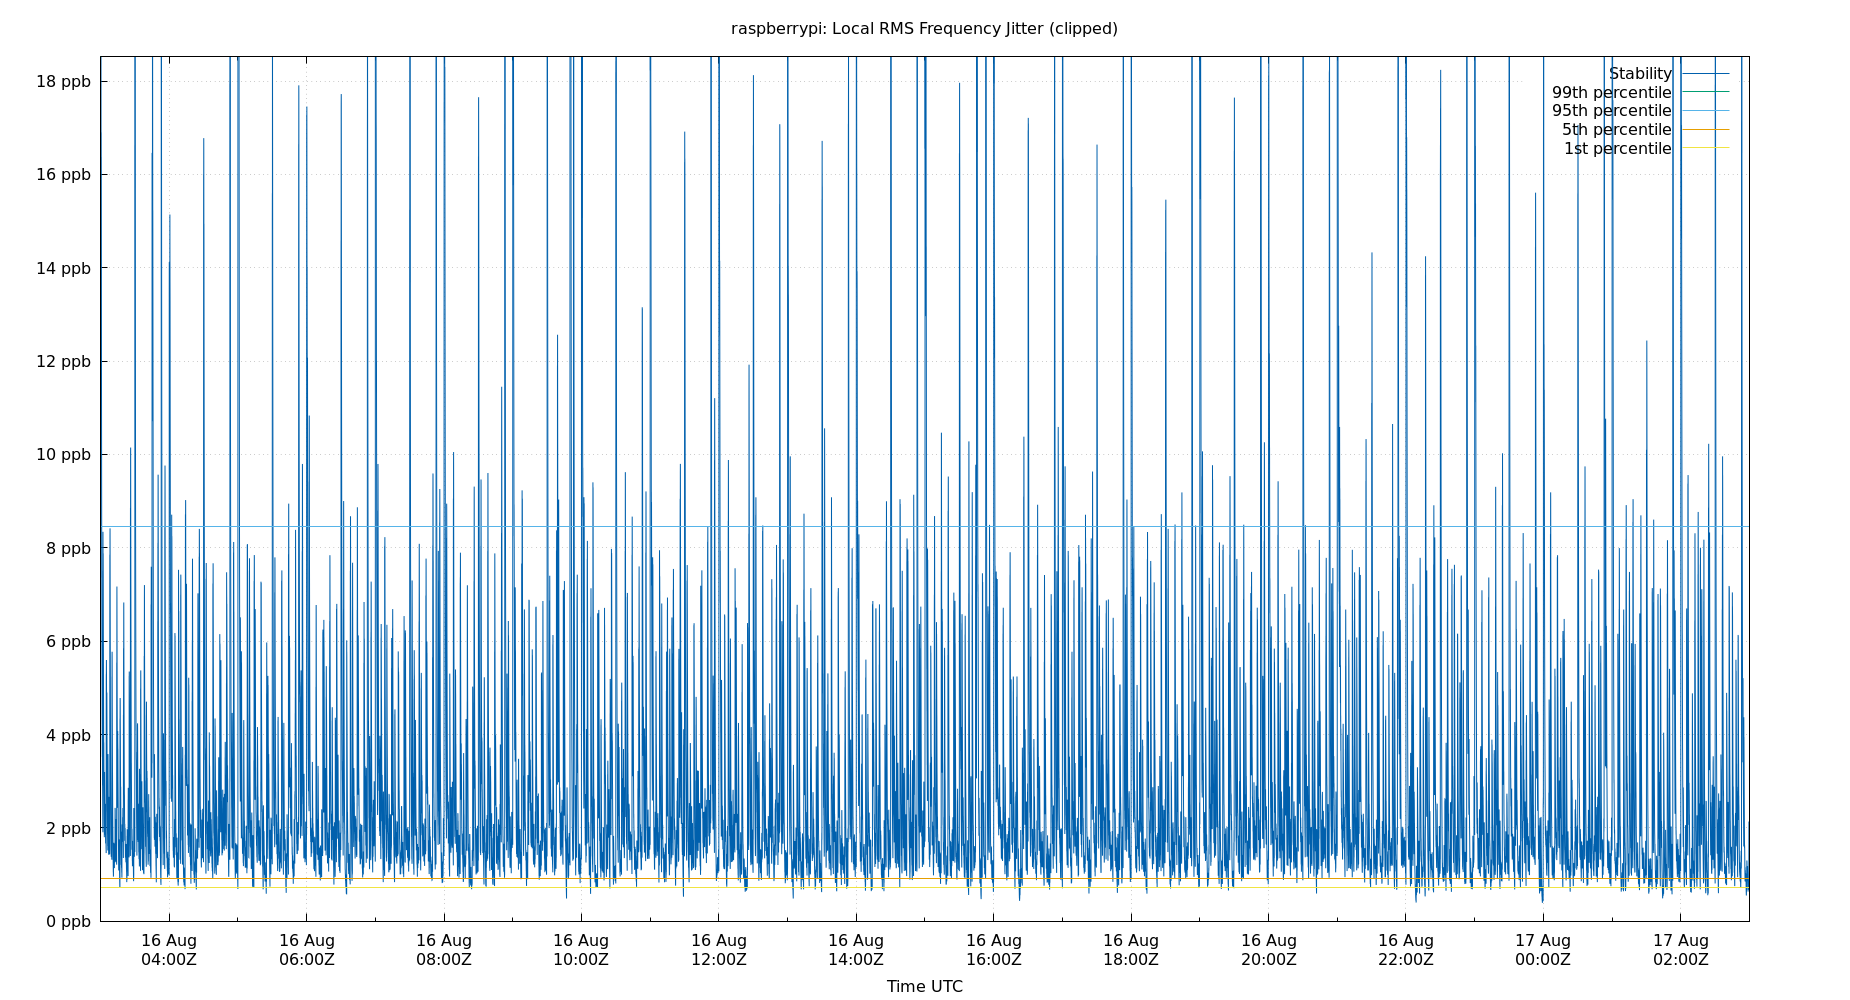 raspberrypi: Local RMS Frequency Jitter (clipped)
Stability
99th percentile
95th percentile
5th percentile
1st percentile
18 ppb
16 ppb
14 ppb
12 ppb
10 ppb
8 ppb
6 ppb
4 ppb
2 ppb
0 ppb
16 Aug 16 Aug 16 Aug 16 Aug 16 Aug 16 Aug 16 Aug 16 Aug 16 Aug 16 Aug 17 Aug 17 Aug
04:00Z 06:00Z 08:00Z 10:00Z 12:00Z 14:00Z 16:00Z 18:00Z 20:00Z 22:00Z 00:00Z 02:00Z
Time UTC